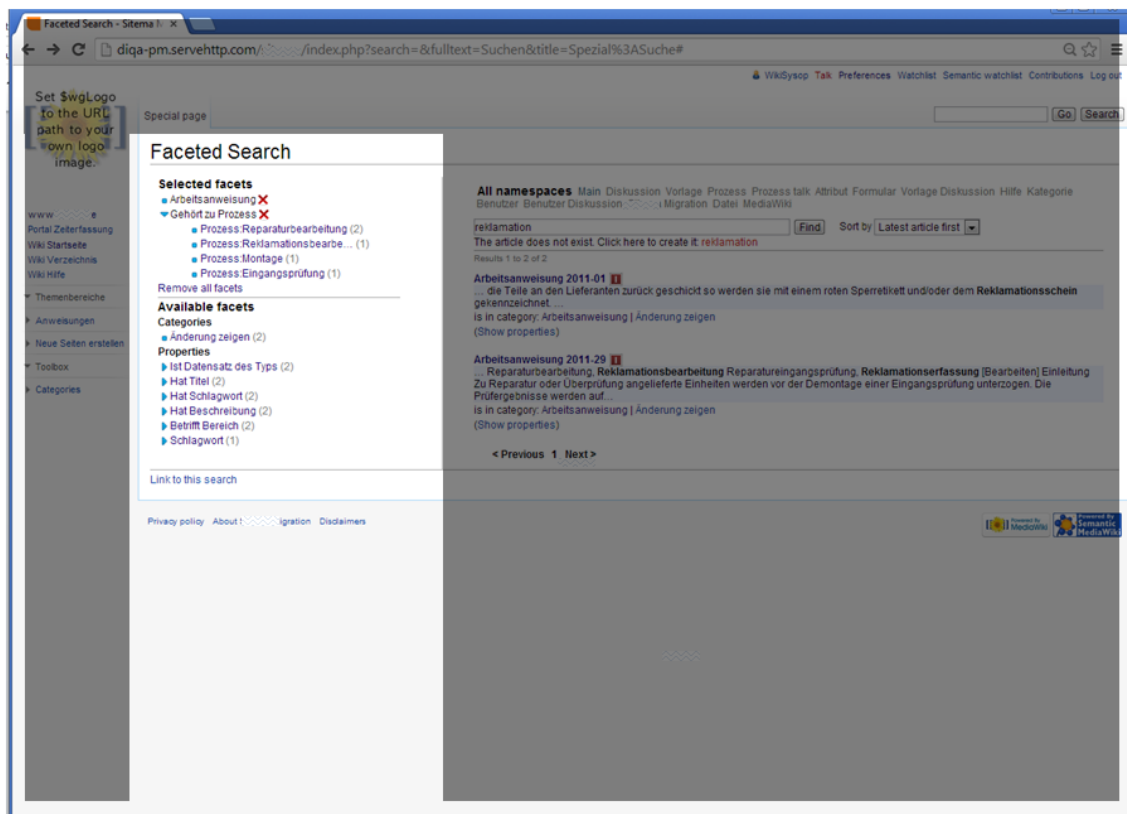 Faceted Search - Sitema
diqa-pm.servehttp.com/ /index.php?search=&fulltext=Suchen&title=Spezial%3ASuche#
WikiSysop Talk Preferences Watchlist Semantic watchlist Contributions Log out
Set $wgLogo
to the URL
path to your
own logo
image.
Special page
Go Search
Faceted Search
Selected facets
Arbeitsanweisung
Gehört zu Prozess
Prozess:Reparaturbearbeitung (2)
Prozess:Reklamationsbearbe... (1)
Prozess:Montage (1)
Prozess:Eingangsprüfung (1)
Remove all facets
Available facets
Categories
Änderung zeigen (2)
Properties
Ist Datensatz des Typs (2)
Hat Titel (2)
Hat Schlagwort (2)
Hat Beschreibung (2)
Betrifft Bereich (2)
Schlagwort (1)
Link to this search
www e
Portal Zeiterfassung
Wiki Startseite
Wiki Verzeichnis
Wiki Hilfe
Themenbereiche
Anweisungen
Neue Seiten erstellen
Toolbox
Categories
All namespaces Main Diskussion Vorlage Prozess Prozess talk Attribut Formular Vorlage Diskussion Hilfe Kategorie
Benutzer Benutzer Diskussion Migration Datei MediaWiki
reklamation Find Sort by Latest article first
The article does not exist. Click here to create it: reklamation
Results 1 to 2 of 2
Arbeitsanweisung 2011-01
... die Teile an den Lieferanten zurück geschickt so werden sie mit einem roten Sperretikett und/oder dem Reklamationsschein
gekennzeichnet. ...
is in category: Arbeitsanweisung | Änderung zeigen
(Show properties)
Arbeitsanweisung 2011-29
... Reparaturbearbeitung, Reklamationsbearbeitung Reparatureingangsprüfung, Reklamationserfassung [Bearbeiten] Einleitung
Zu Reparatur oder Überprüfung angelieferte Einheiten werden vor der Demontage einer Eingangsprüfung unterzogen. Die
Prüfergebnisse werden auf...
is in category: Arbeitsanweisung | Änderung zeigen
(Show properties)
< Previous 1 Next >
Privacy policy About igration Disclaimers
Powered By
MediaWiki
Powered By
Semantic
MediaWiki